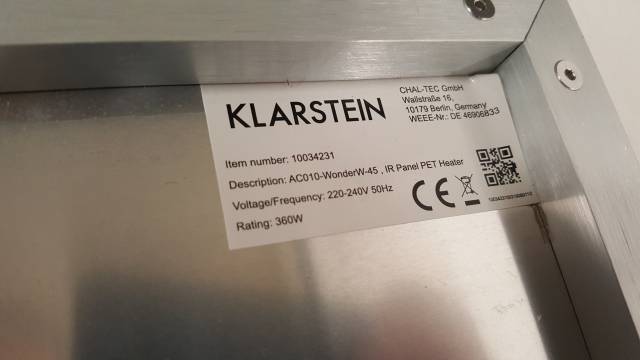 KLARSTEIN
CHAL-TEC GmbH
Wallstraße 16,
10179 Berlin, Germany
WEEE-Nr.: DE 46906833
Item number: 10034231
Description: AC010-WonderW-45 , IR Panel PET Heater
Voltage/Frequency: 220-240V 50Hz
Rating: 360W
CE